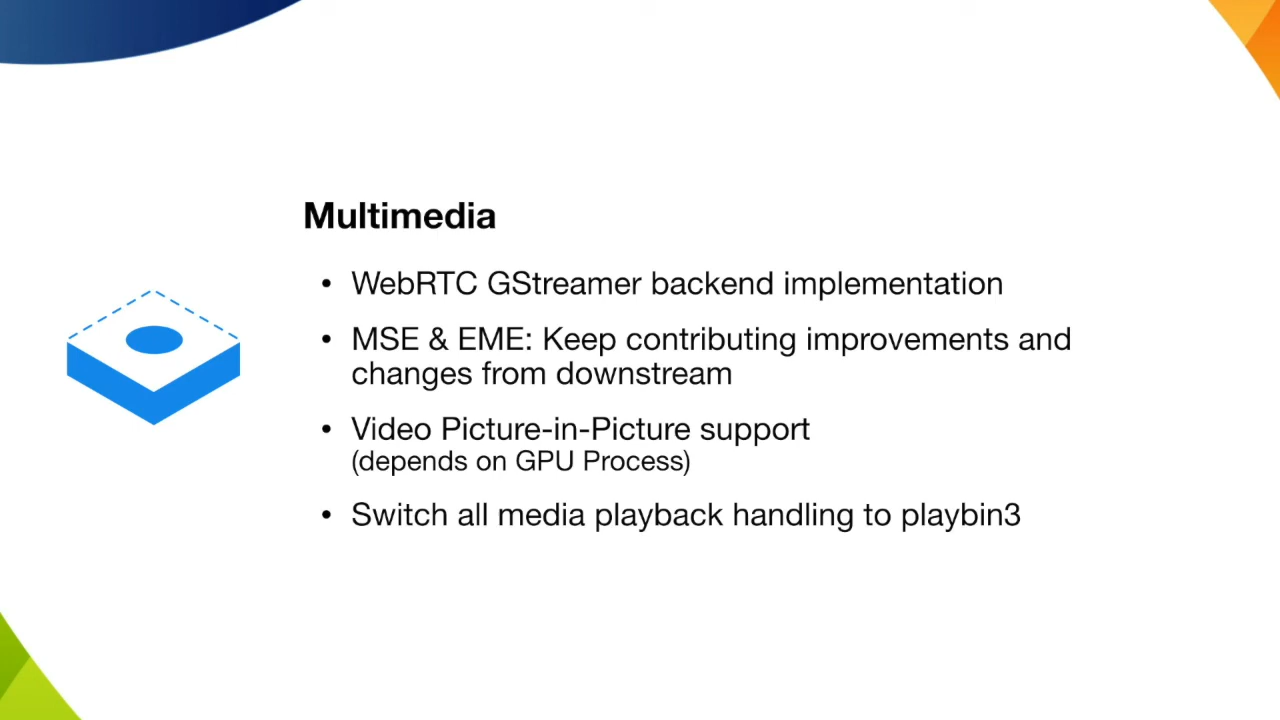 Multimedia
• WebRTC GStreamer backend implementation
• MSE & EME: Keep contributing improvements and
changes from downstream
• Video Picture-in-Picture support
(depends on GPU Process)
• Switch all media playback handling to playbin3